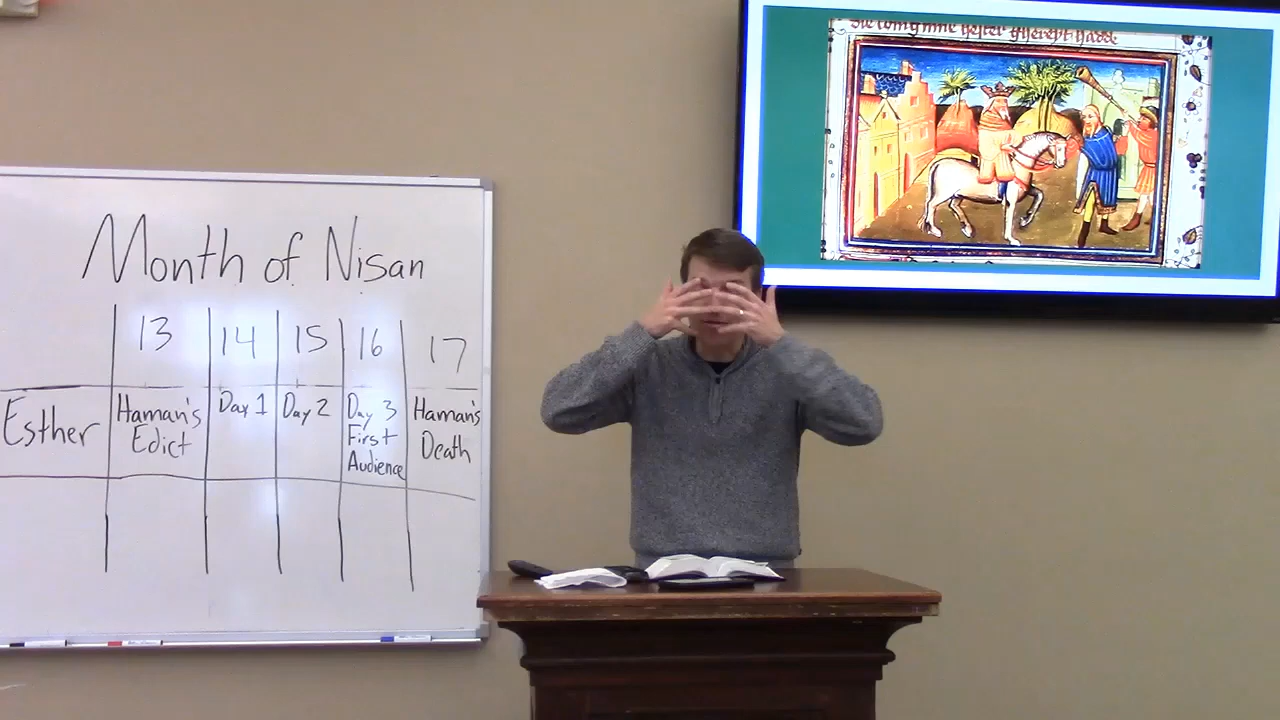 Month of Nisan
13 14 15 16 17
Esther Haman's Edict Day 1 Day 2 Day 3 First Audience Haman's Death